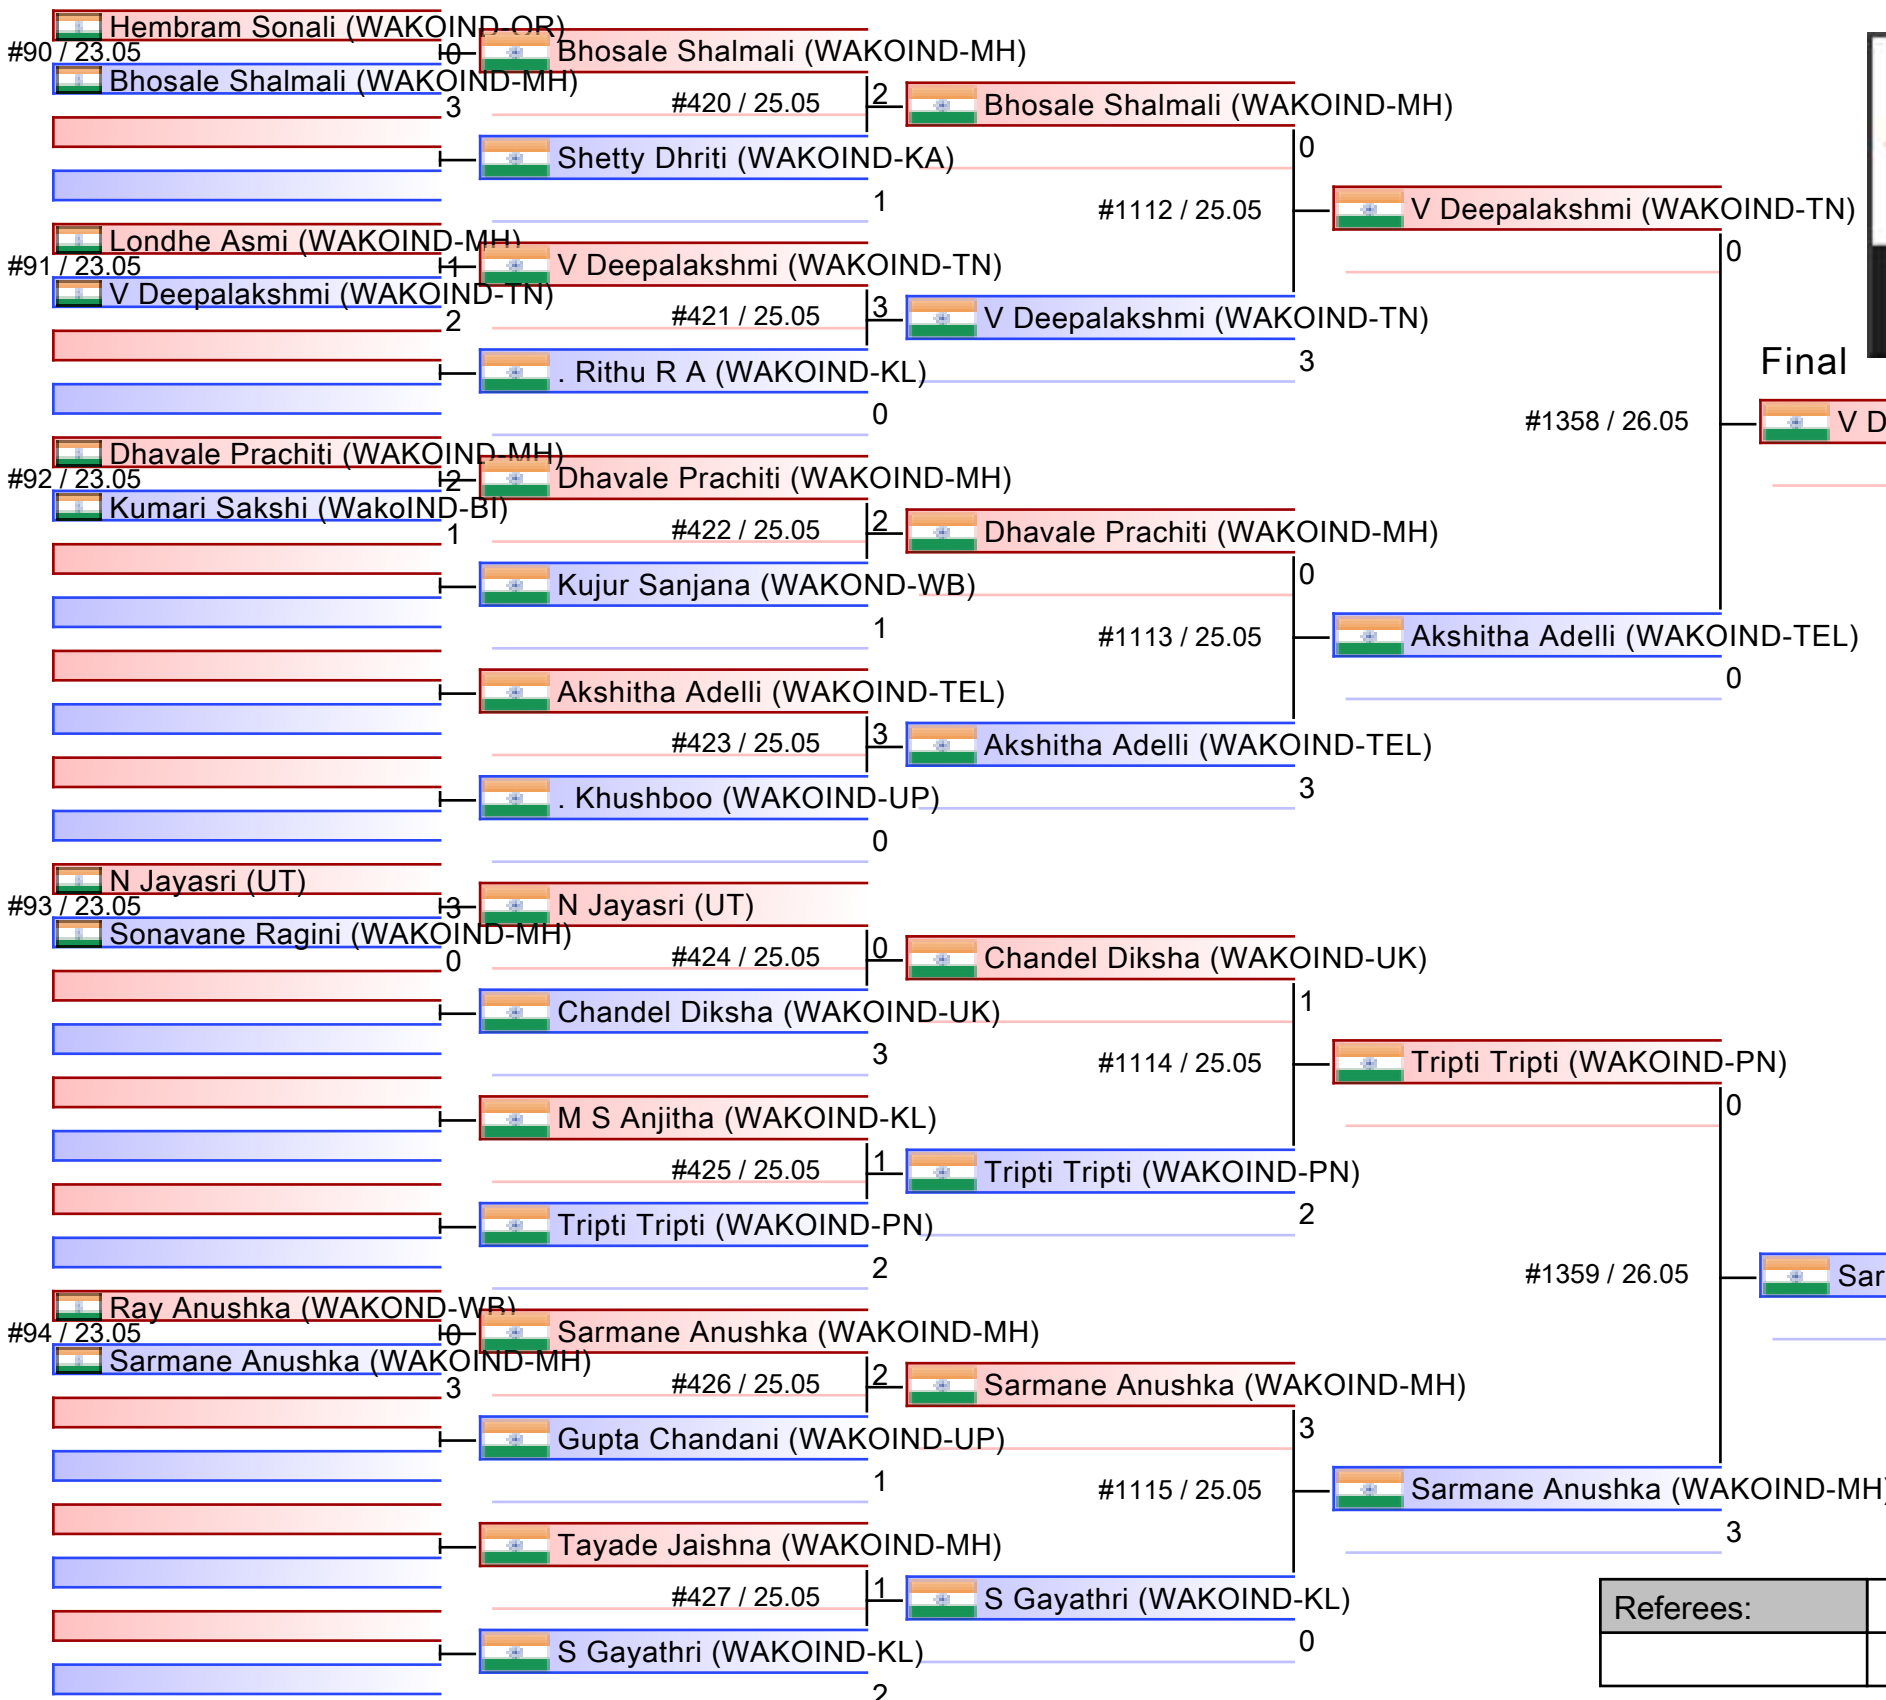 Hembram Sonali (WAKOIND-OR)
#90 / 23.05
0
Bhosale Shalmali (WAKOIND-MH)
3
Londhe Asmi (WAKOIND-MH)
#91 / 23.05
1
V Deepalakshmi (WAKOIND-TN)
2
Dhavale Prachiti (WAKOIND-MH)
#92 / 23.05
2
Kumari Sakshi (WakoIND-BI)
1
N Jayasri (UT)
#93 / 23.05
3
Sonavane Ragini (WAKOIND-MH)
0
Ray Anushka (WAKOND-WB)
#94 / 23.05
0
Sarmane Anushka (WAKOIND-MH)
3
Bhosale Shalmali (WAKOIND-MH)
#420 / 25.05
2
Shetty Dhriti (WAKOIND-KA)
1
V Deepalakshmi (WAKOIND-TN)
#421 / 25.05
3
. Rithu R A (WAKOIND-KL)
0
Dhavale Prachiti (WAKOIND-MH)
#422 / 25.05
2
Kujur Sanjana (WAKOND-WB)
1
Akshitha Adelli (WAKOIND-TEL)
#423 / 25.05
3
. Khushboo (WAKOIND-UP)
0
N Jayasri (UT)
#424 / 25.05
0
Chandel Diksha (WAKOIND-UK)
3
M S Anjitha (WAKOIND-KL)
#425 / 25.05
1
Tripti Tripti (WAKOIND-PN)
2
Sarmane Anushka (WAKOIND-MH)
#426 / 25.05
2
Gupta Chandani (WAKOIND-UP)
1
Tayade Jaishna (WAKOIND-MH)
#427 / 25.05
1
S Gayathri (WAKOIND-KL)
2
Bhosale Shalmali (WAKOIND-MH)
0
#1112 / 25.05
V Deepalakshmi (WAKOIND-TN)
3
Dhavale Prachiti (WAKOIND-MH)
0
#1113 / 25.05
Akshitha Adelli (WAKOIND-TEL)
3
Chandel Diksha (WAKOIND-UK)
1
#1114 / 25.05
Tripti Tripti (WAKOIND-PN)
2
Sarmane Anushka (WAKOIND-MH)
3
#1115 / 25.05
S Gayathri (WAKOIND-KL)
0
V Deepalakshmi (WAKOIND-TN)
0
#1358 / 26.05
Akshitha Adelli (WAKOIND-TEL)
0
Tripti Tripti (WAKOIND-PN)
0
#1359 / 26.05
Sarmane Anushka (WAKOIND-MH)
3
Final
V D
Sar
Referees: